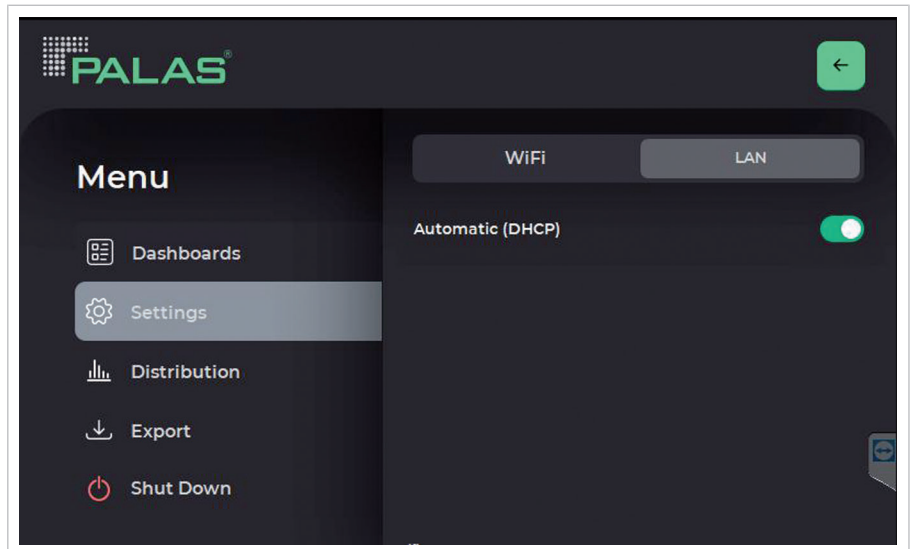 PALAS®
WiFi
LAN
Menu
Automatic (DHCP)
Dashboards
Settings
Distribution
Export
Shut Down